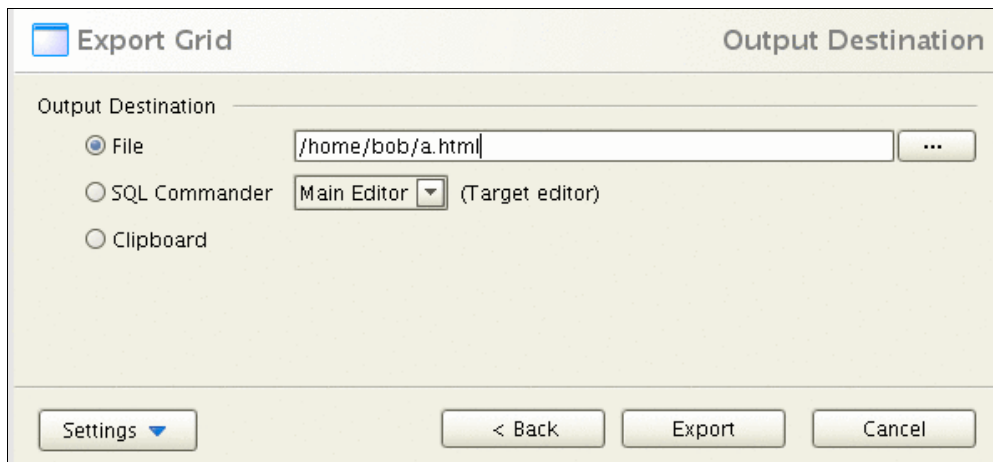 Export Grid Output Destination
Output Destination
File /home/bob/a.html ...
SQL Commander Main Editor (Target editor)
Clipboard
Settings < Back Export Cancel